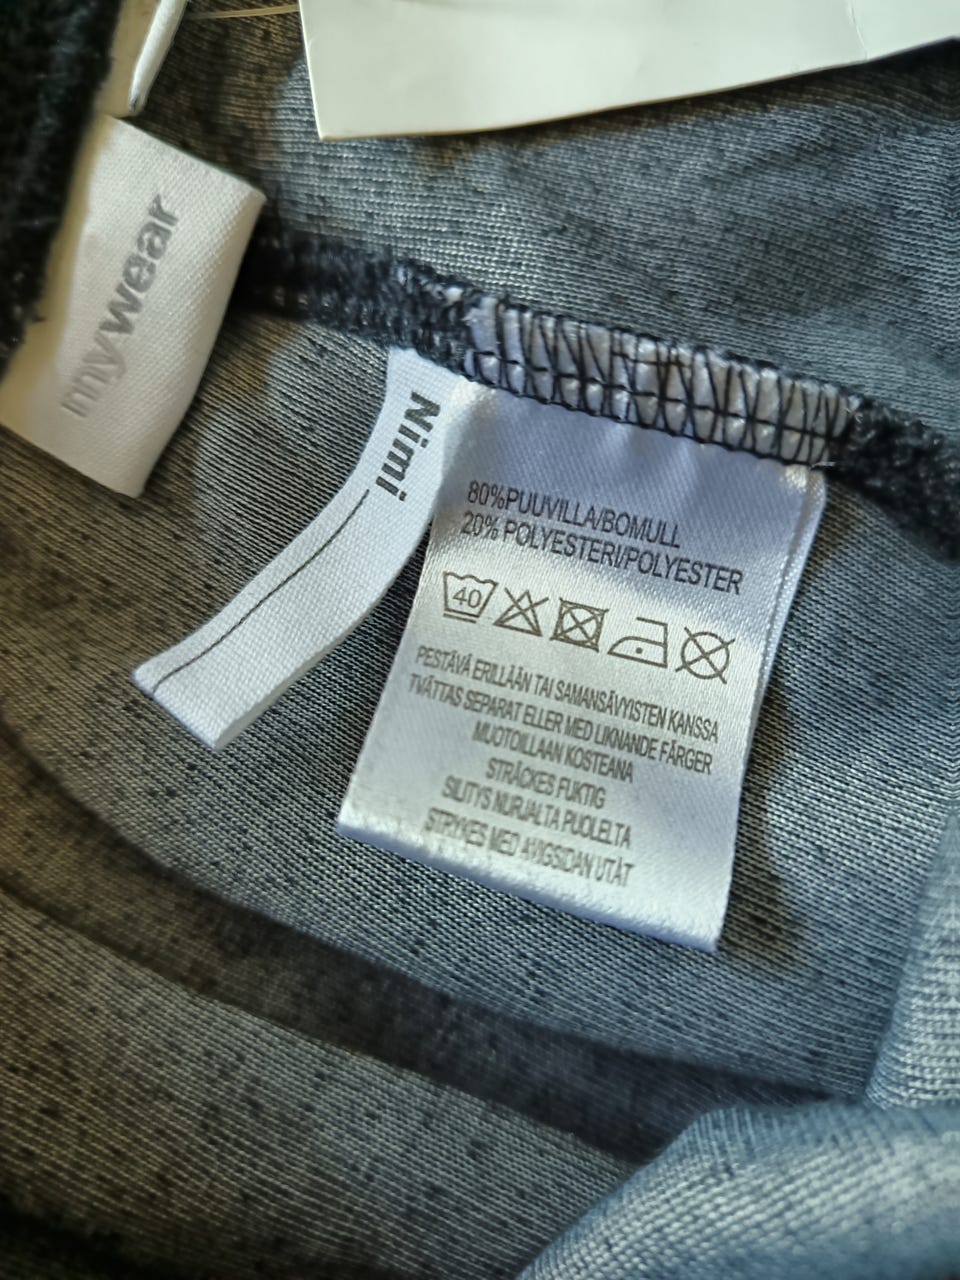 mywear
Nimi
80%PUUVILLA/BOMULL
20% POLYESTERI/POLYESTER
40
PESTÄVÄ ERILLÄÄN TAI SAMANSÄVYISTEN KANSSA
TVÄTTAS SEPARAT ELLER MED LIKNANDE FÄRGER
MUOTOILLAAN KOSTEANA
STRÄCKES FUKTIG
SILITYS NURJALTA PUOLELTA
STRYKES MED AVIGSIDAN UTÅT